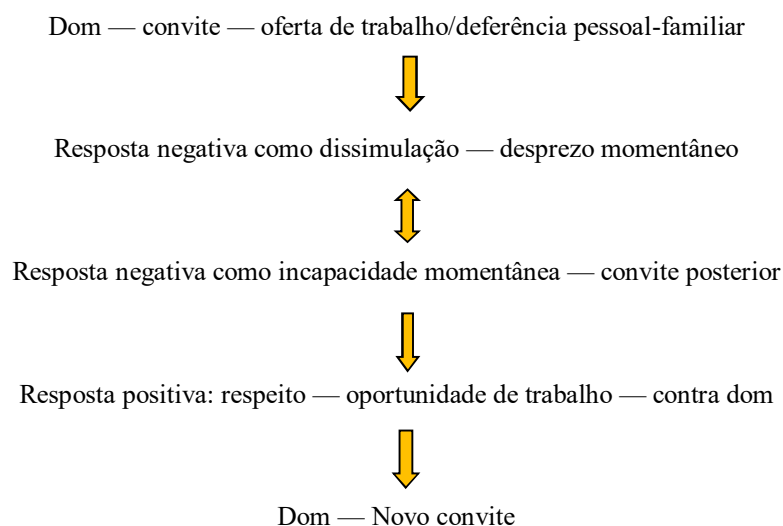 Dom — convite — oferta de trabalho/deferência pessoal-familiar
Resposta negativa como dissimulação — desprezo momentâneo
Resposta negativa como incapacidade momentânea — convite posterior
Resposta positiva: respeito — oportunidade de trabalho — contra dom
Dom — Novo convite